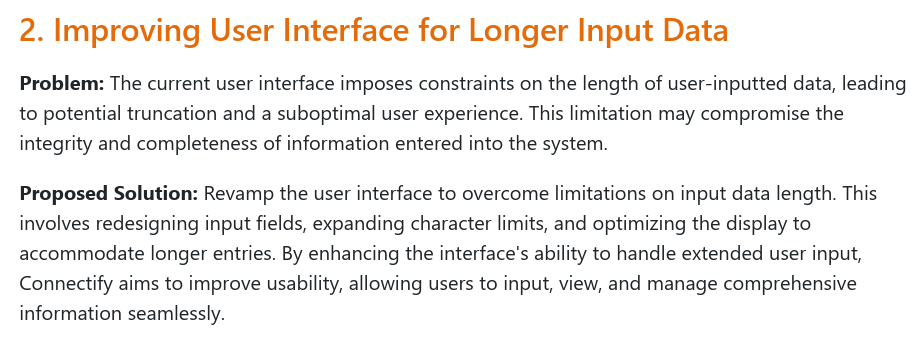 2. Improving User Interface for Longer Input Data
Problem: The current user interface imposes constraints on the length of user-inputted data, leading
to potential truncation and a suboptimal user experience. This limitation may compromise the
integrity and completeness of information entered into the system.
Proposed Solution: Revamp the user interface to overcome limitations on input data length. This
involves redesigning input fields, expanding character limits, and optimizing the display to
accommodate longer entries. By enhancing the interface's ability to handle extended user input,
Connectify aims to improve usability, allowing users to input, view, and manage comprehensive
information seamlessly.